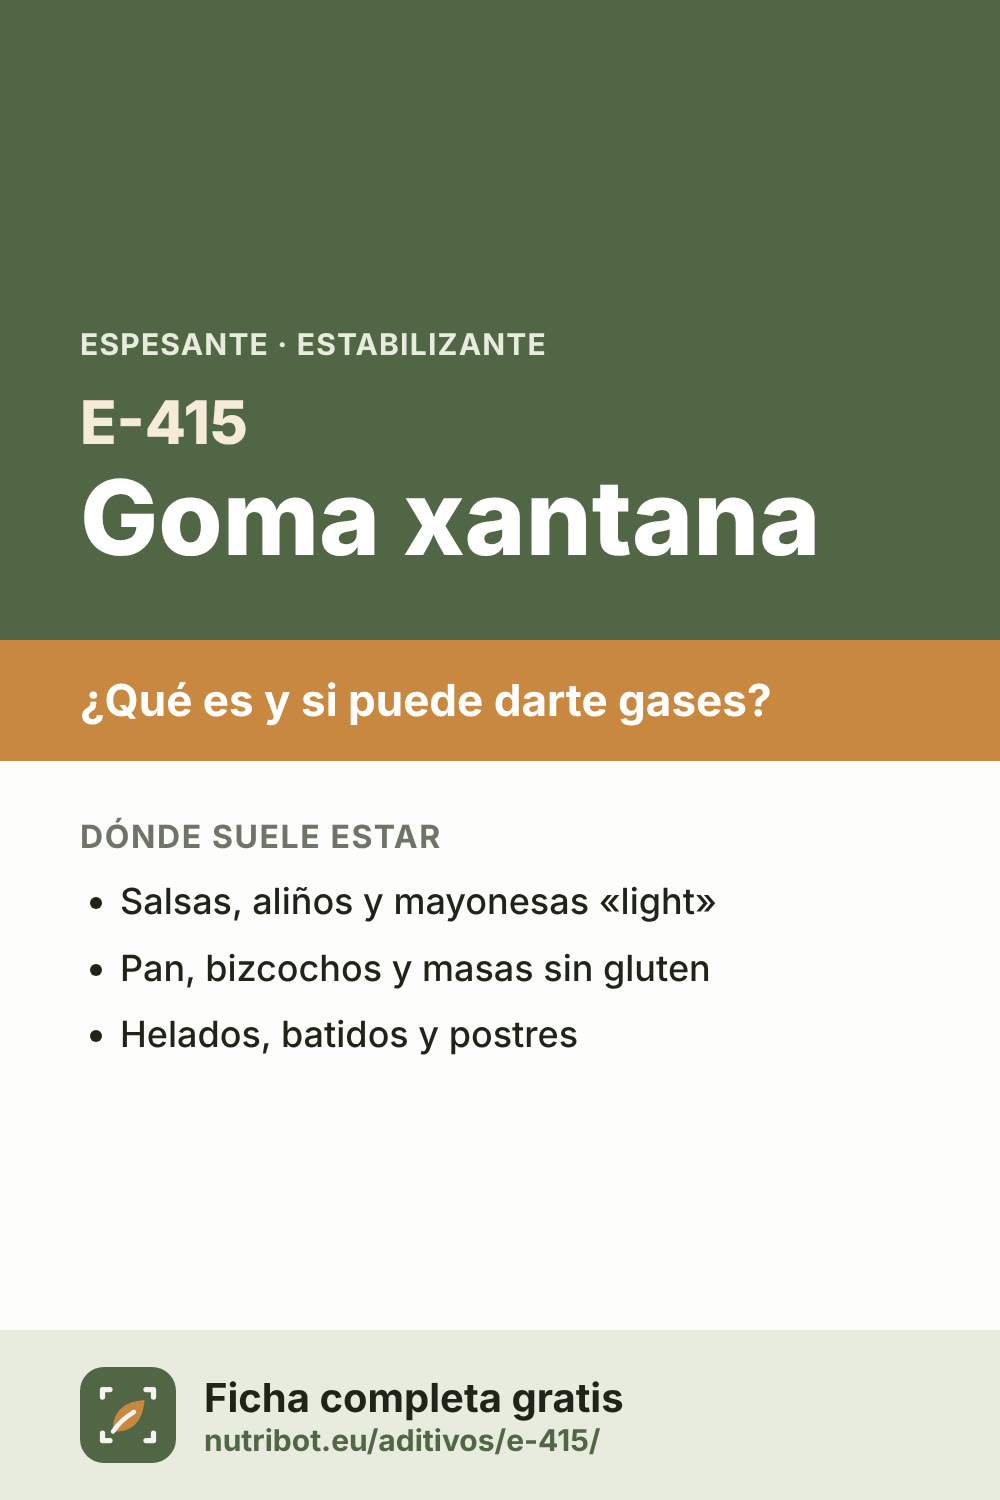 ESPESANTE · ESTABILIZANTE
E-415
Goma xantana
¿Qué es y si puede darte gases?
DÓNDE SUELE ESTAR
• Salsas, aliños y mayonesas «light»
• Pan, bizcochos y masas sin gluten
• Helados, batidos y postres
Ficha completa gratis
nutribot.eu/aditivos/e-415/